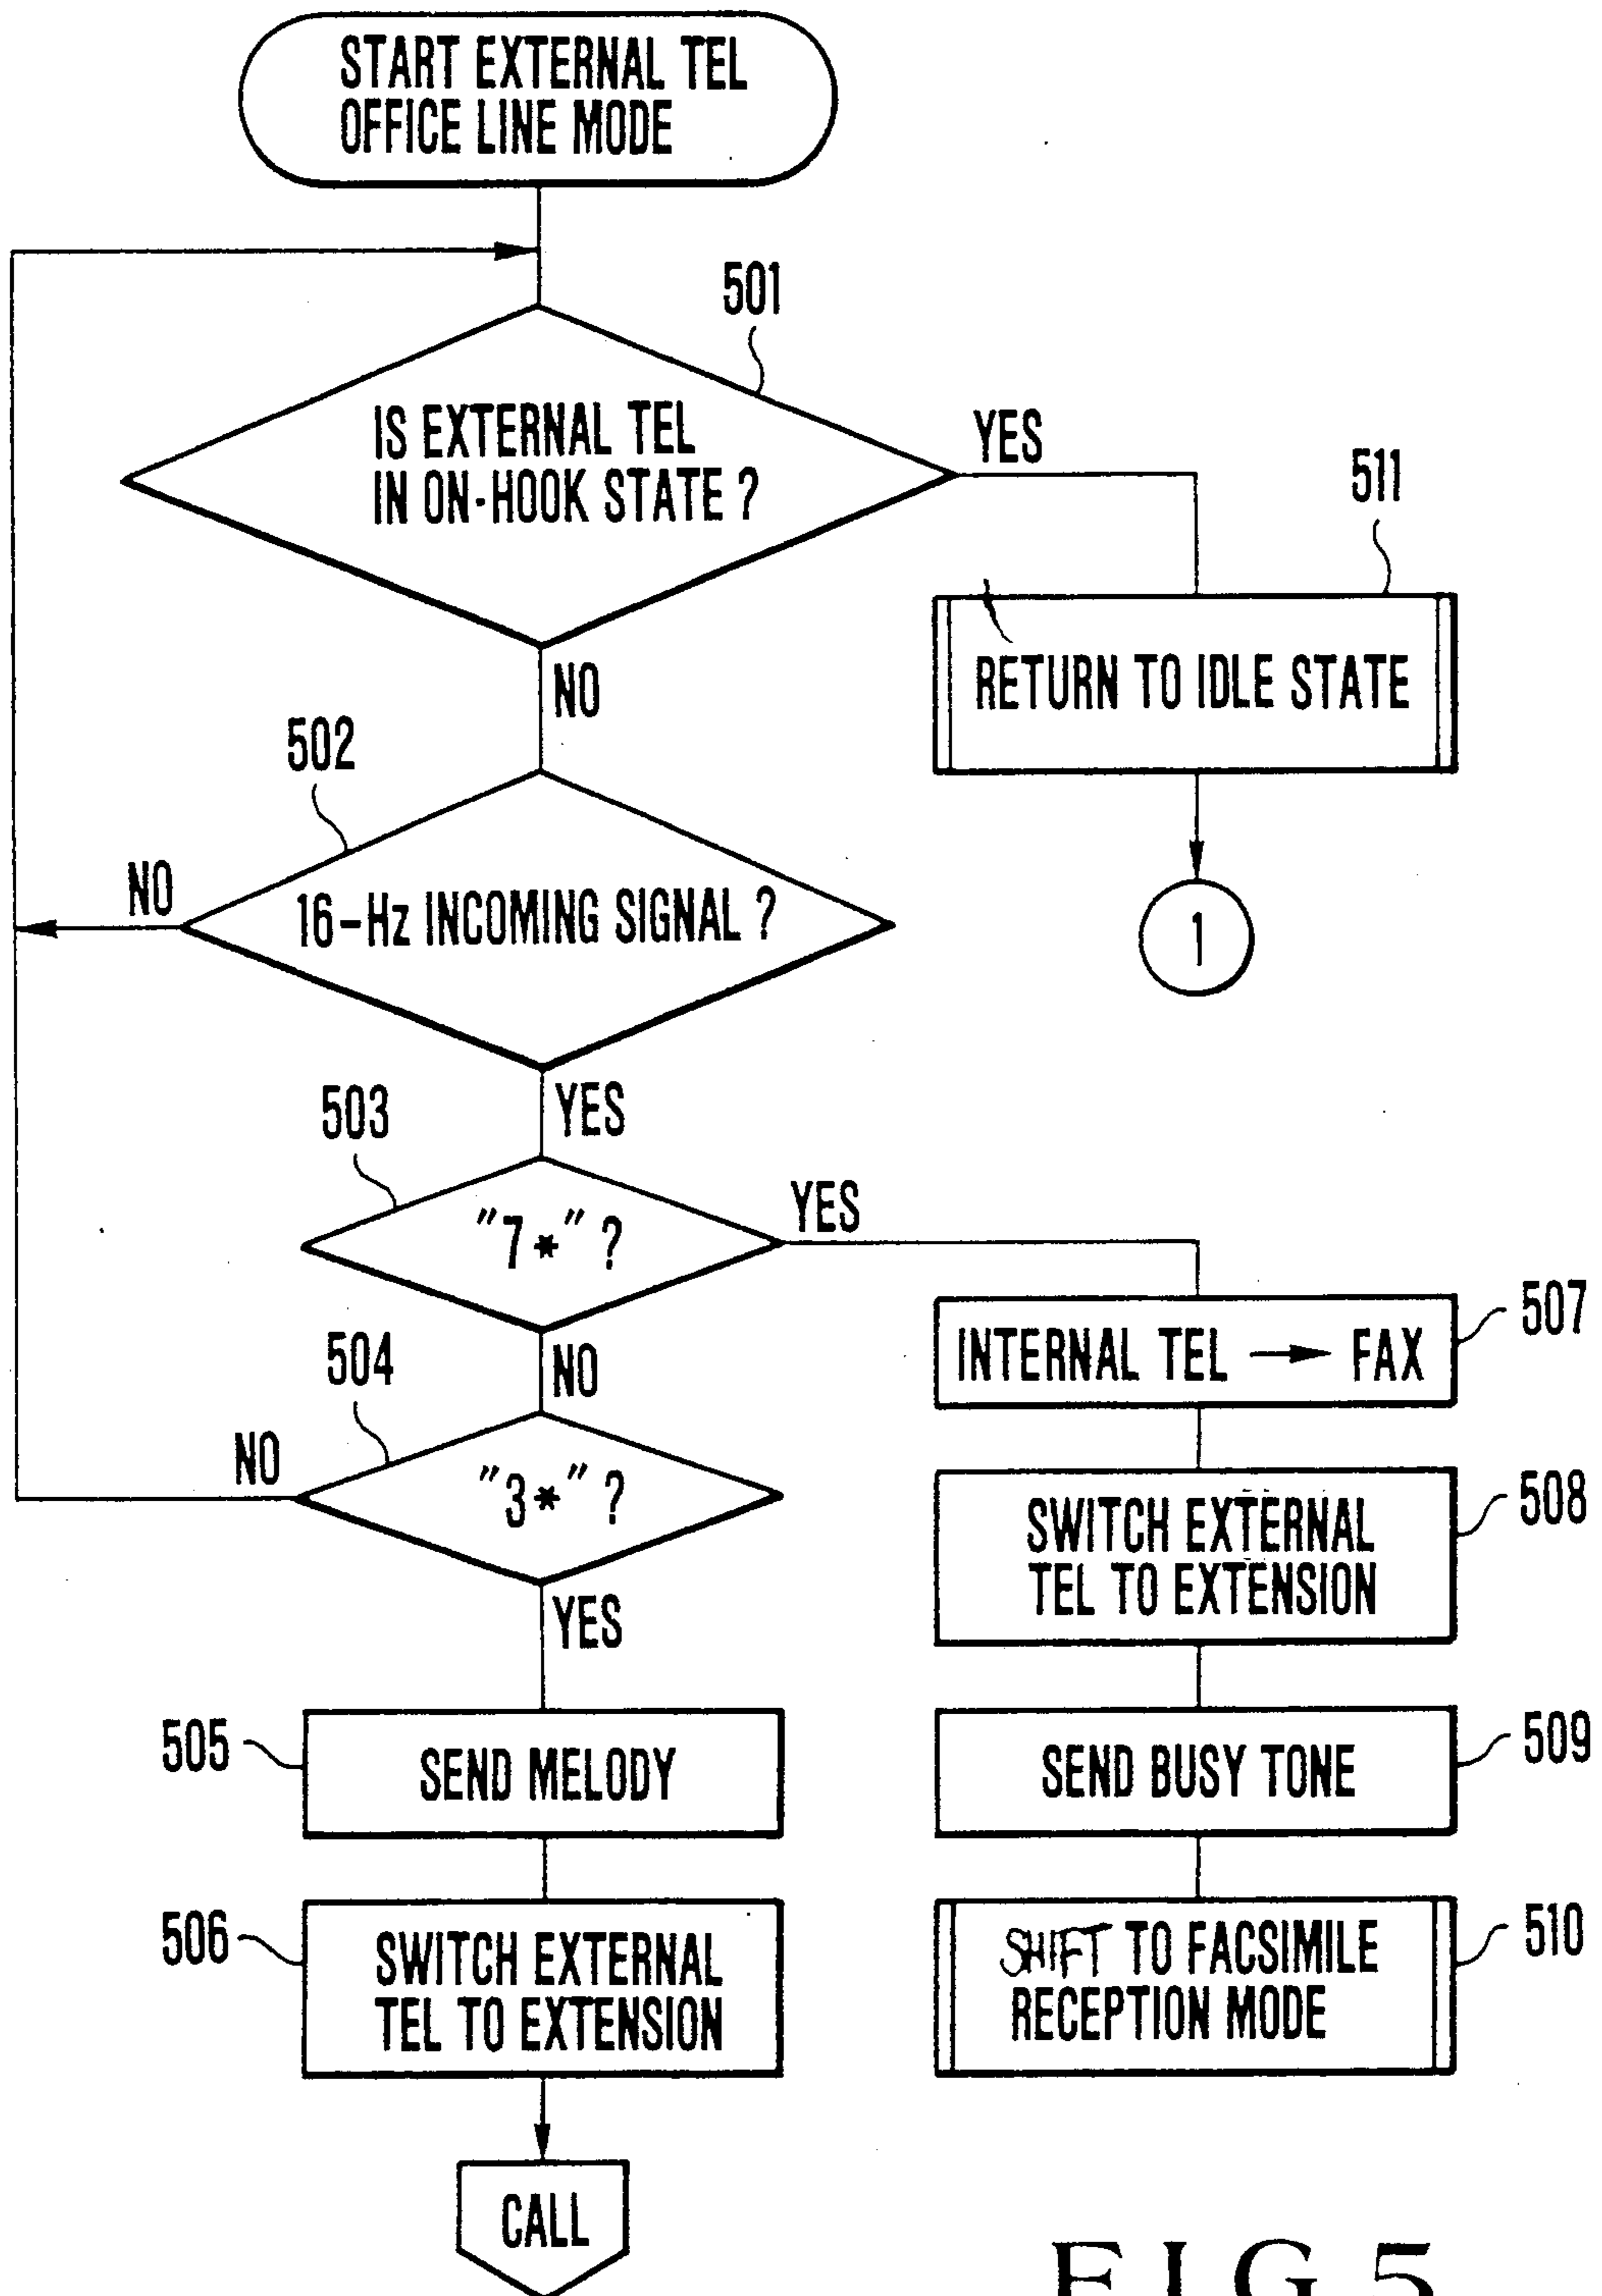 START EXTERNAL TEL
OFFICE LINE MODE
501
IS EXTERNAL TEL
IN ON-HOOK STATE ?
YES
511
RETURN TO IDLE STATE
NO
502
NO
16-Hz INCOMING SIGNAL ?
1
YES
503
"7*" ?
YES
507
INTERNAL TEL → FAX
NO
504
NO
"3*" ?
508
SWITCH EXTERNAL
TEL TO EXTENSION
YES
505
SEND MELODY
509
SEND BUSY TONE
506
SWITCH EXTERNAL
TEL TO EXTENSION
510
SHIFT TO FACSIMILE
RECEPTION MODE
CALL
FIG.5